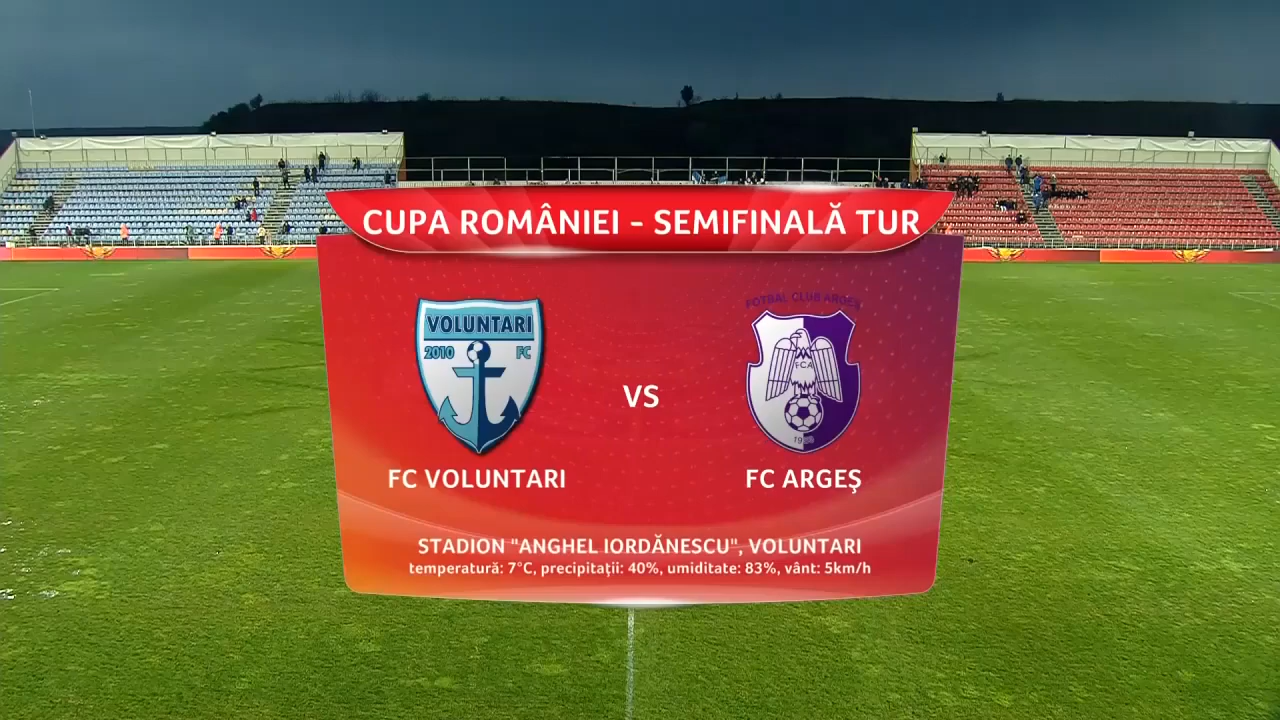 CUPA ROMÂNIEI - SEMIFINALĂ TUR
VOLUNTARI
2010 FC
FOTBAL CLUB ARGEŞ
FCA
VS
FC VOLUNTARI
FC ARGEŞ
STADION "ANGHEL IORDĂNESCU", VOLUNTARI
temperatură: 7°C, precipitaţii: 40%, umiditate: 83%, vânt: 5km/h